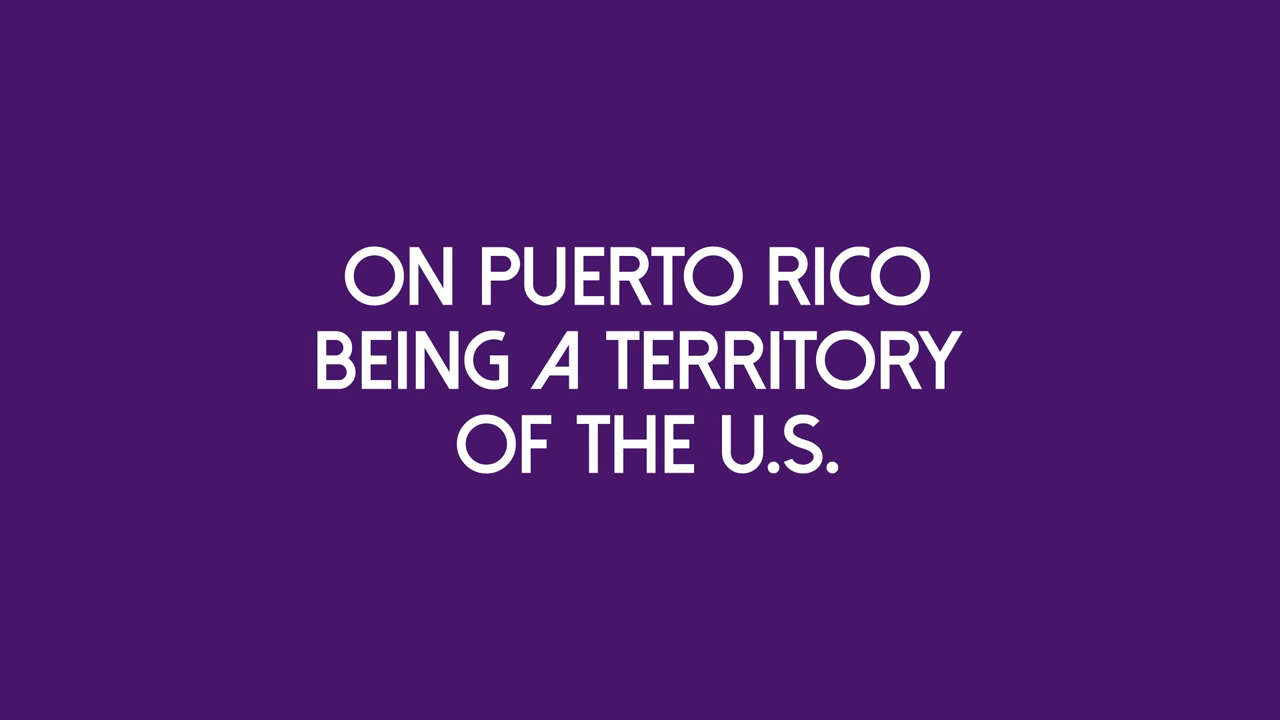 ON PUERTO RICO
BEING A TERRITORY
OF THE U.S.